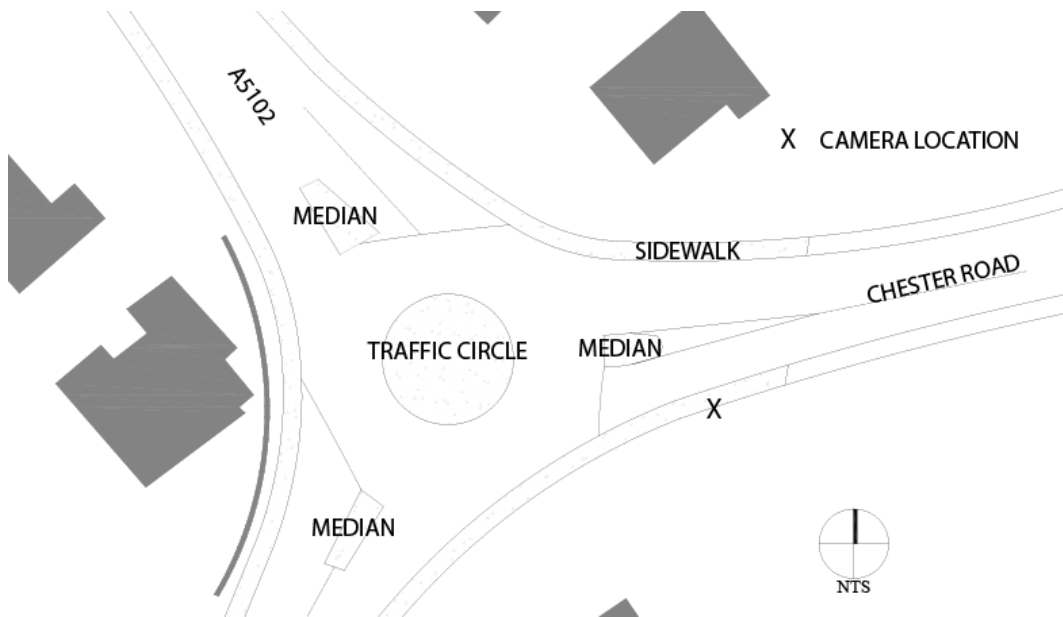 A5102
X CAMERA LOCATION
MEDIAN
SIDEWALK
CHESTER ROAD
TRAFFIC CIRCLE
MEDIAN
X
MEDIAN
NTS